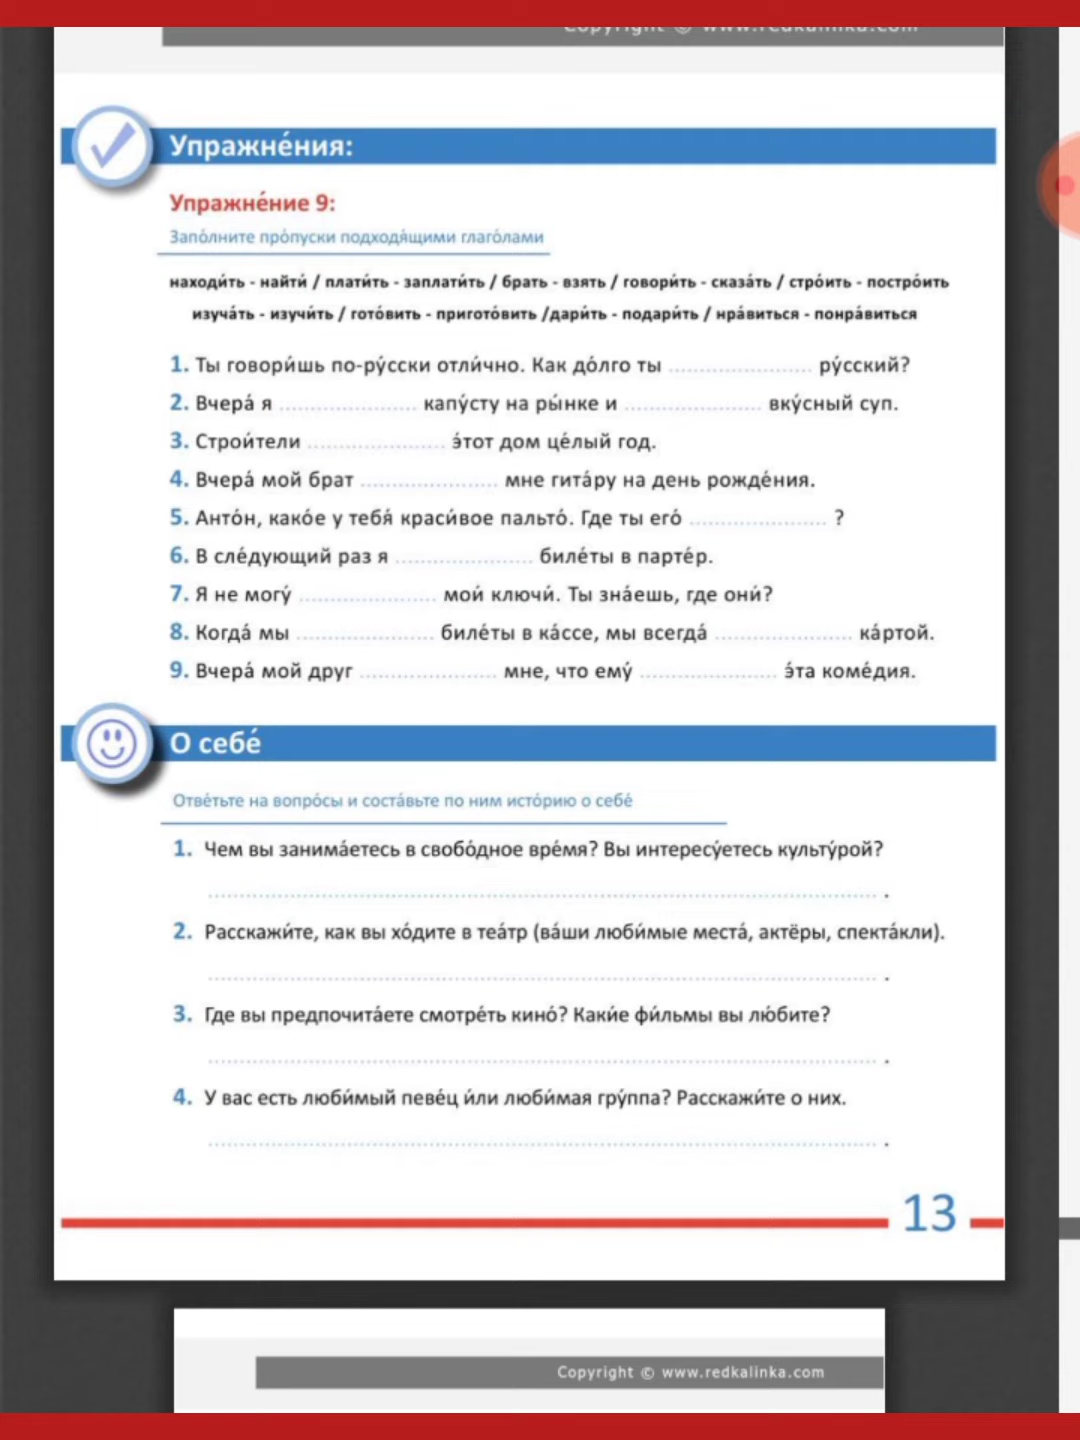 Copyright © www.redkalinka.com
Упражне́ния:
Упражне́ние 9:
Запо́лните про́пуски подходя́щими глаго́лами
находи́ть - найти́ / плати́ть - заплати́ть / брать - взять / говори́ть - сказа́ть / стро́ить - постро́ить
изуча́ть - изучи́ть / гото́вить - пригото́вить /дари́ть - подари́ть / нра́виться - понра́виться
1. Ты говори́шь по-ру́сски отли́чно. Как до́лго ты ...................... ру́сский?
2. Вчера́ я ...................... капу́сту на ры́нке и ...................... вку́сный суп.
3. Строи́тели ...................... э́тот дом це́лый год.
4. Вчера́ мой брат ...................... мне гита́ру на день рожде́ния.
5. Анто́н, како́е у тебя́ краси́вое пальто́. Где ты его́ ...................... ?
6. В сле́дующий раз я ...................... биле́ты в парте́р.
7. Я не могу́ ...................... мои́ ключи́. Ты зна́ешь, где они́?
8. Когда́ мы ...................... биле́ты в ка́ссе, мы всегда́ ...................... ка́ртой.
9. Вчера́ мой друг ...................... мне, что ему́ ...................... э́та коме́дия.
О себе́
Отве́тьте на вопро́сы и соста́вьте по ним исто́рию о себе́
1. Чем вы занима́етесь в свобо́дное вре́мя? Вы интересу́етесь культу́рой?
2. Расскажи́те, как вы хо́дите в теа́тр (ва́ши люби́мые места́, актёры, спекта́кли).
3. Где вы предпочита́ете смотре́ть кино́? Каки́е фи́льмы вы лю́бите?
4. У вас есть люби́мый певе́ц и́ли люби́мая гру́ппа? Расскажи́те о них.
13
Copyright © www.redkalinka.com